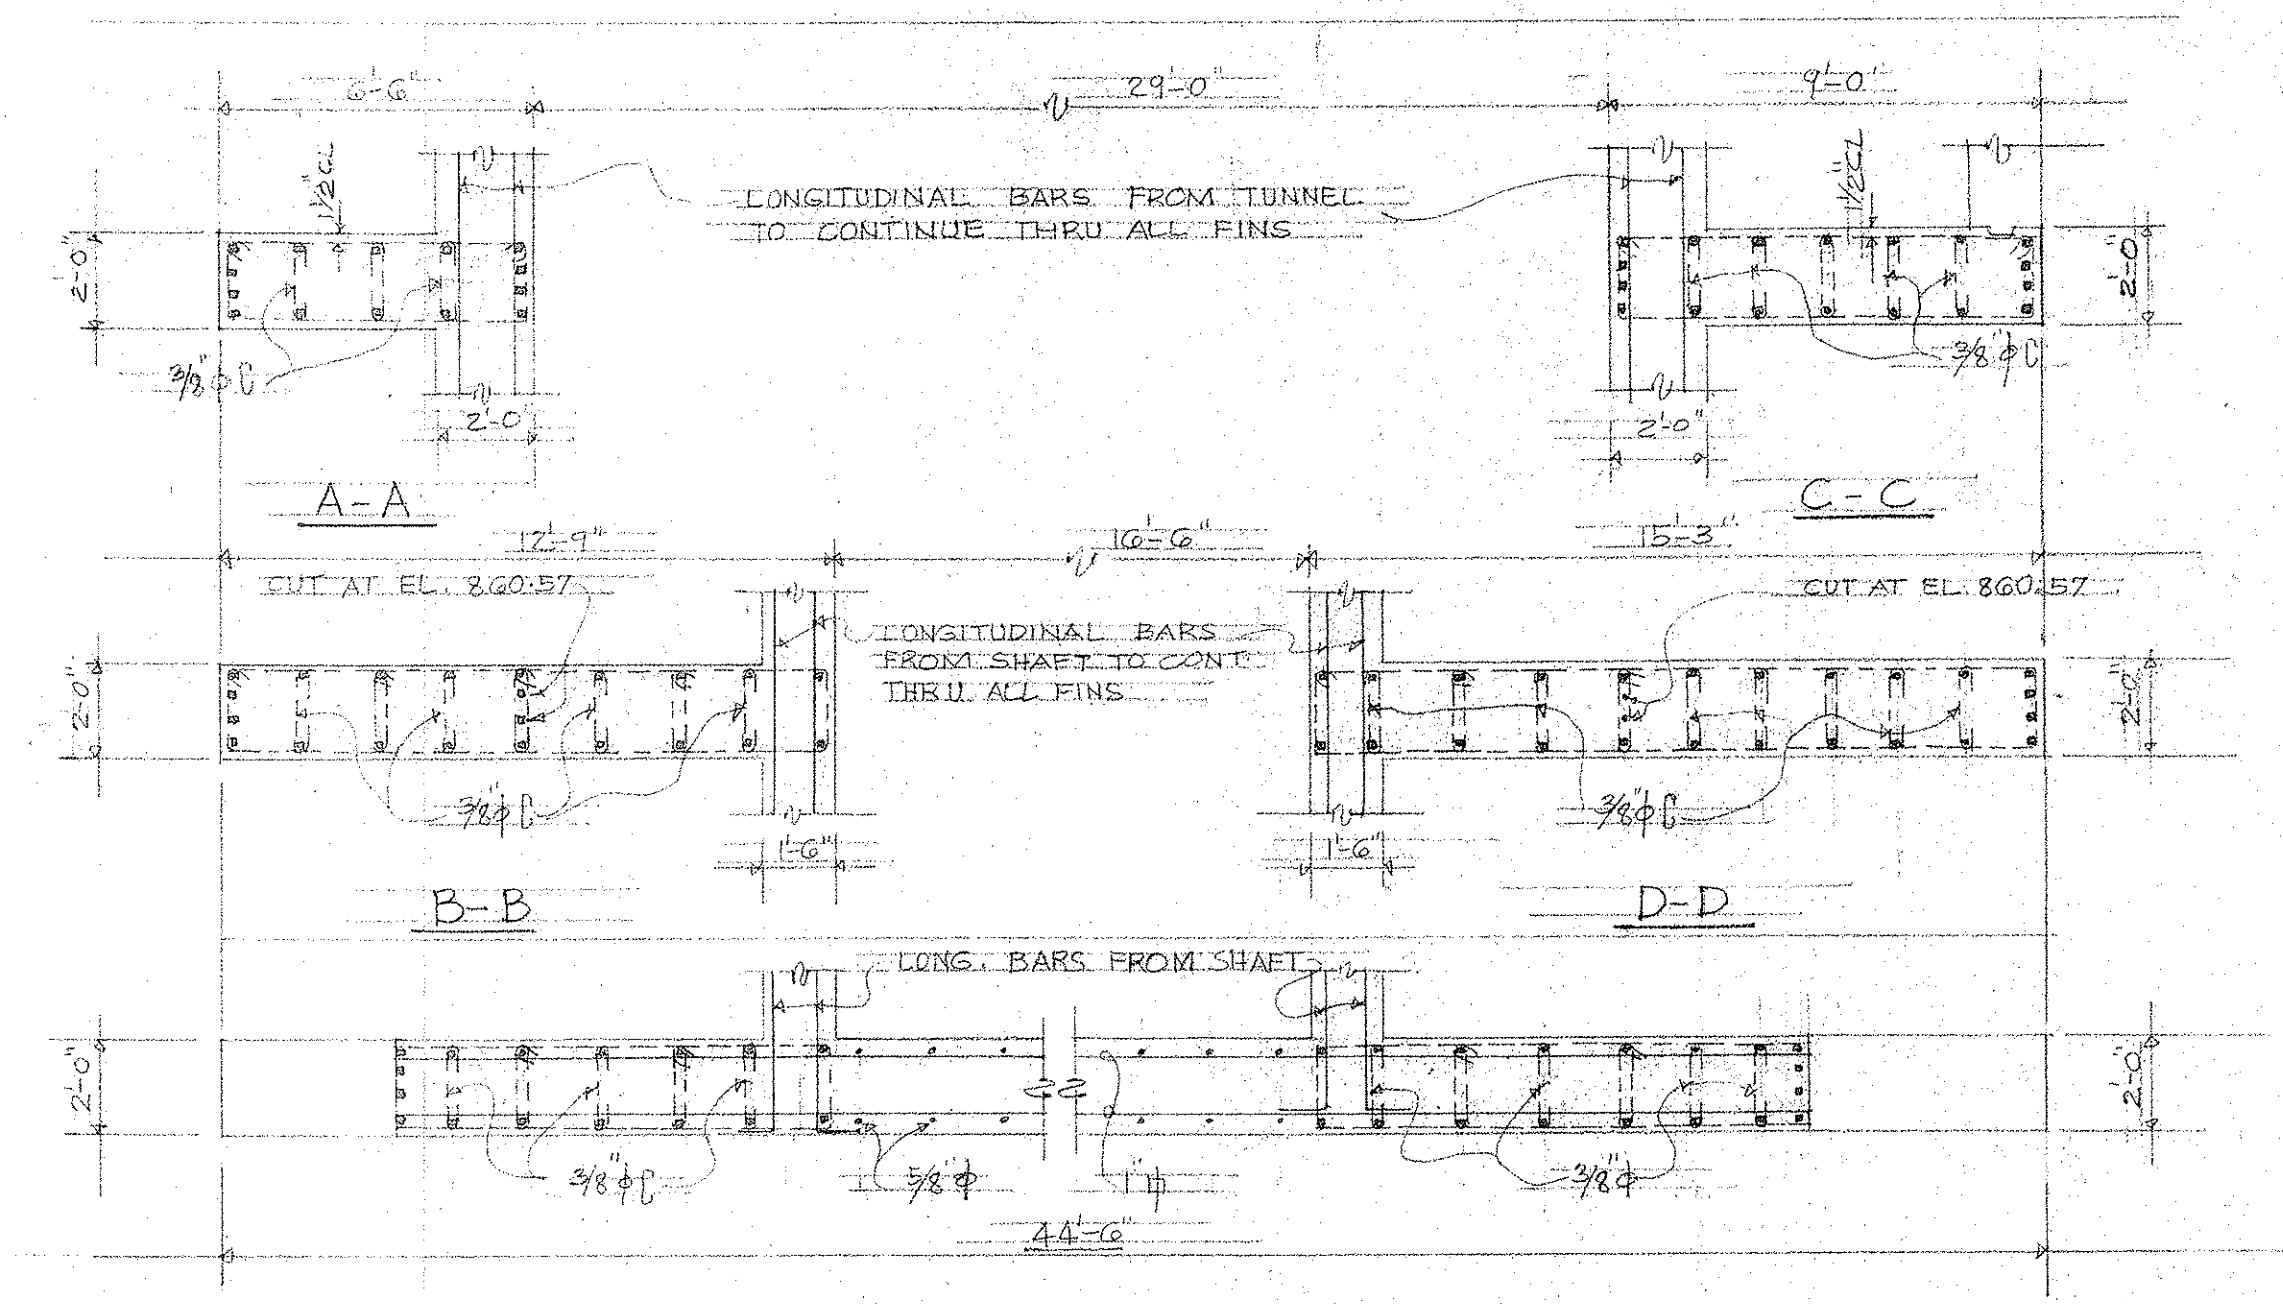 6'-6"
29'-0"
9'-0"
1½"CL
1½"CL
LONGITUDINAL BARS FROM TUNNEL
TO CONTINUE THRU ALL FINS
2'-0"
2'-0"
3/8"ϕ
3/8"ϕ
2'-0"
2'-0"
A-A
C-C
12'-9"
16'-6"
15'-3"
CUT AT EL. 860.57
CUT AT EL. 860.57
LONGITUDINAL BARS
FROM SHAFT TO CONT.
THRU ALL FINS
2'-0"
2'-0"
3/8"ϕ
3/8"ϕ
1'-6"
1'-6"
B-B
D-D
LONG. BARS FROM SHAFT
2'-0"
2'-0"
3/8"ϕ
5/8"ϕ
1"
3/8"ϕ
44'-6"